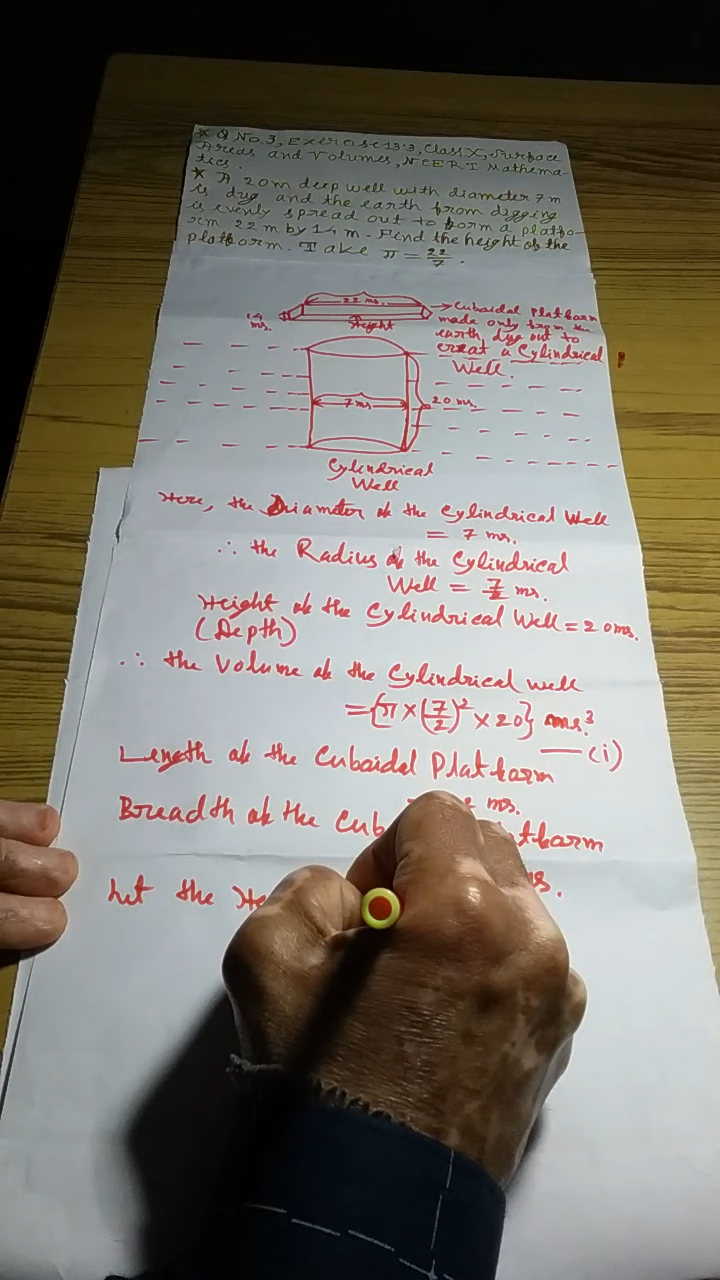 * Q No. 3, Exercise 13.3, Class X, Surface
Areas and Volumes, NCERT Mathema-
tics.
* A 20m deep well with diameter 7m
is dug and the earth from digging
is evenly spread out to form a platfo-
rm 22 m by 14 m. Find the height of the
platform. Take π = 22/7.
22 ms.
14
ms.
Height
→ Cuboidal Platform
made only from the
earth, dug out to
creat a Cylindrical
Well.
7 ms
20 ms.
Cylindrical
Well
Here, the Diameter of the Cylindrical Well
= 7 ms.
∴ the Radius of the Cylindrical
Well = 7/2 ms.
Height of the Cylindrical Well = 20 ms.
(Depth)
∴ the Volume of the Cylindrical well
= {π × (7/2)² × 20} ms.³
— (i)
Length of the Cuboidal Platform
ms.
Breadth of the Cub
Let the He